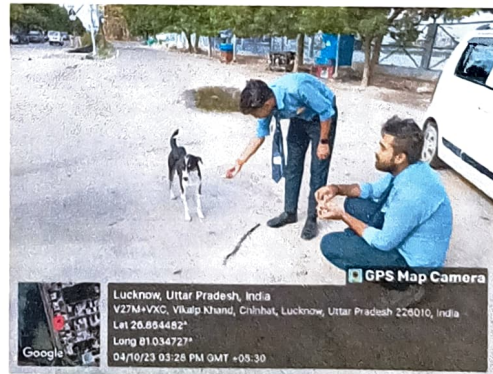 GPS Map Camera
Lucknow, Uttar Pradesh, India
V27M+VXC, Vikalp Khand, Chinhat, Lucknow, Uttar Pradesh 226010, India
Lat 26.864482°
Long 81.034727°
04/10/23 03:28 PM GMT +05:30
Google